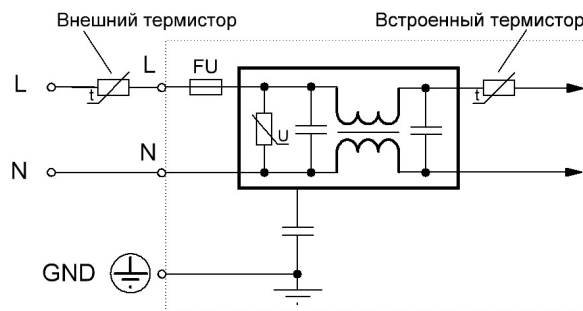 Внешний термистор
Встроенный термистор
L
t
L
FU
t
U
N
N
GND